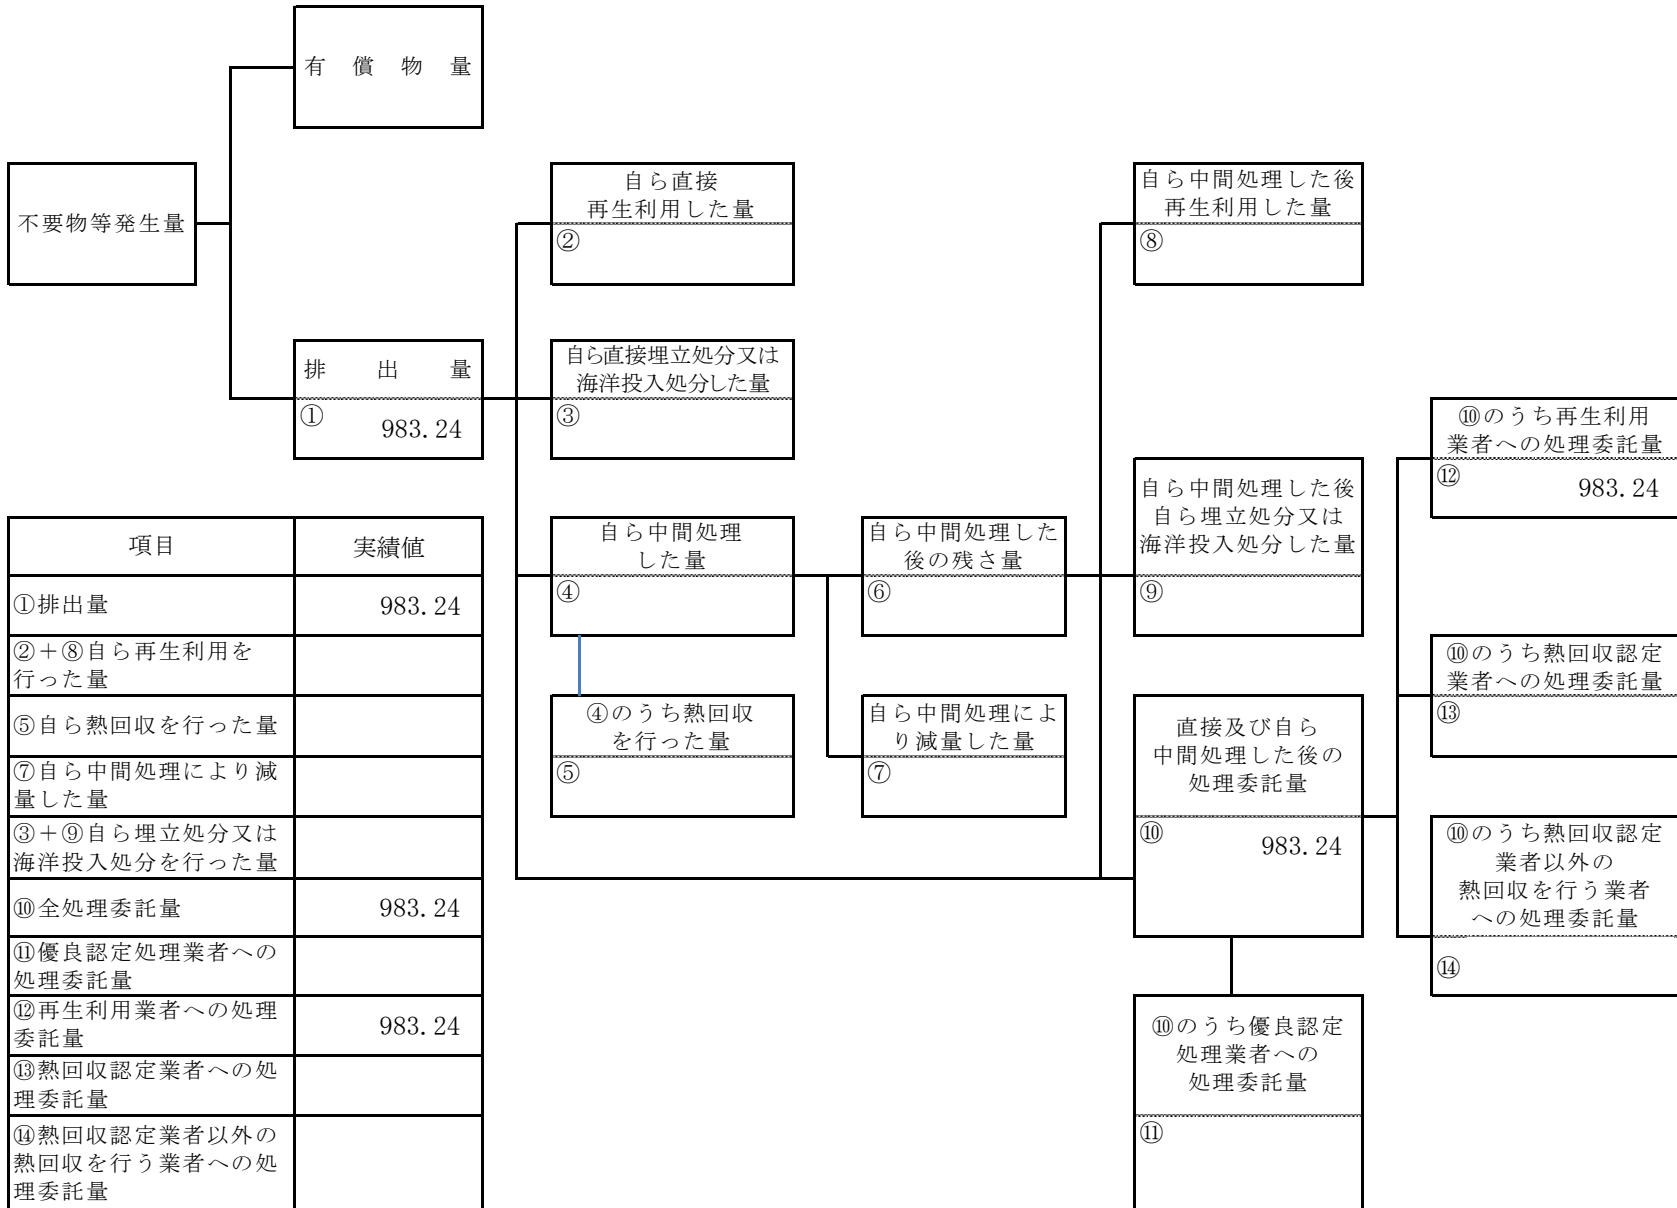 有償物量
不要物等発生量
排出量
①
983.24
自ら直接
再生利用した量
②
自ら直接埋立処分又は
海洋投入処分した量
③
自ら中間処理
した量
④
④のうち熱回収
を行った量
⑤
自ら中間処理した
後の残さ量
⑥
自ら中間処理によ
り減量した量
⑦
自ら中間処理した後
再生利用した量
⑧
自ら中間処理した後
自ら埋立処分又は
海洋投入処分した量
⑨
直接及び自ら
中間処理した後の
処理委託量
⑩
983.24
⑩のうち優良認定
処理業者への
処理委託量
⑪
⑩のうち再生利用
業者への処理委託量
⑫
983.24
⑩のうち熱回収認定
業者への処理委託量
⑬
⑩のうち熱回収認定
業者以外の
熱回収を行う業者
への処理委託量
⑭
項目 実績値
①排出量 983.24
②＋⑧自ら再生利用を
行った量
⑤自ら熱回収を行った量
⑦自ら中間処理により減
量した量
③＋⑨自ら埋立処分又は
海洋投入処分を行った量
⑩全処理委託量 983.24
⑪優良認定処理業者への
処理委託量
⑫再生利用業者への処理
委託量 983.24
⑬熱回収認定業者への処
理委託量
⑭熱回収認定業者以外の
熱回収を行う業者への処
理委託量